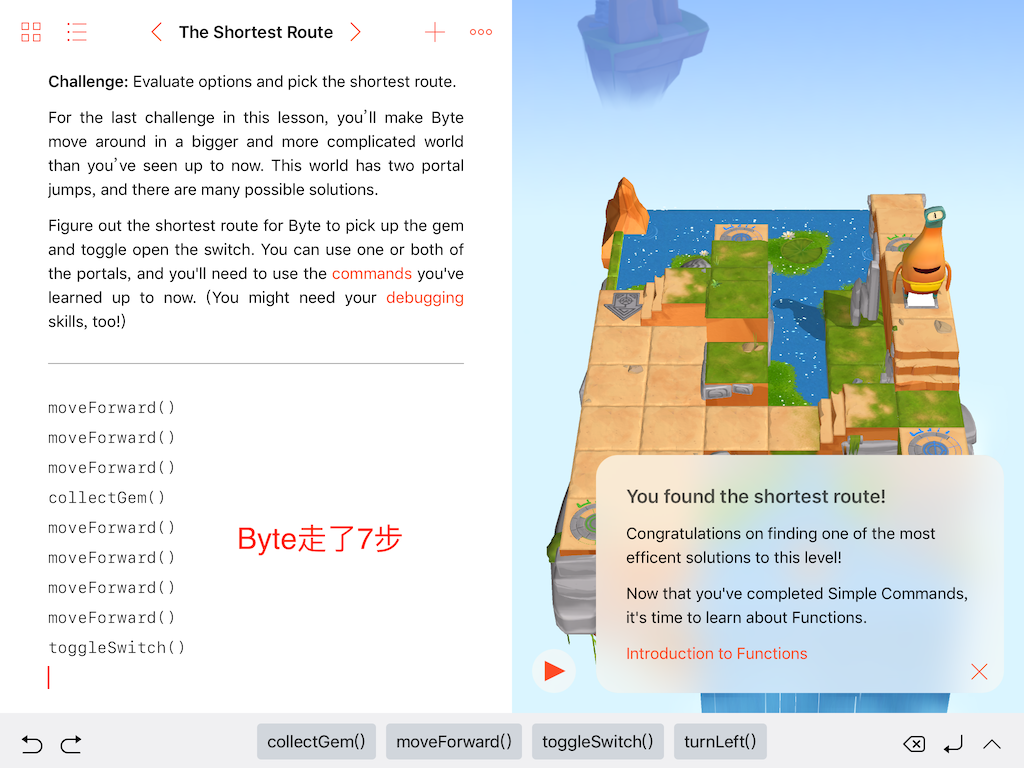 The Shortest Route
Challenge: Evaluate options and pick the shortest route.
For the last challenge in this lesson, you'll make Byte
move around in a bigger and more complicated world
than you've seen up to now. This world has two portal
jumps, and there are many possible solutions.
Figure out the shortest route for Byte to pick up the gem
and toggle open the switch. You can use one or both of
the portals, and you'll need to use the commands you've
learned up to now. (You might need your debugging
skills, too!)
moveForward()
moveForward()
moveForward()
collectGem()
moveForward()
moveForward()
moveForward()
moveForward()
toggleSwitch()
Byte走了7步
You found the shortest route!
Congratulations on finding one of the most
efficent solutions to this level!
Now that you've completed Simple Commands,
it's time to learn about Functions.
Introduction to Functions
collectGem()
moveForward()
toggleSwitch()
turnLeft()